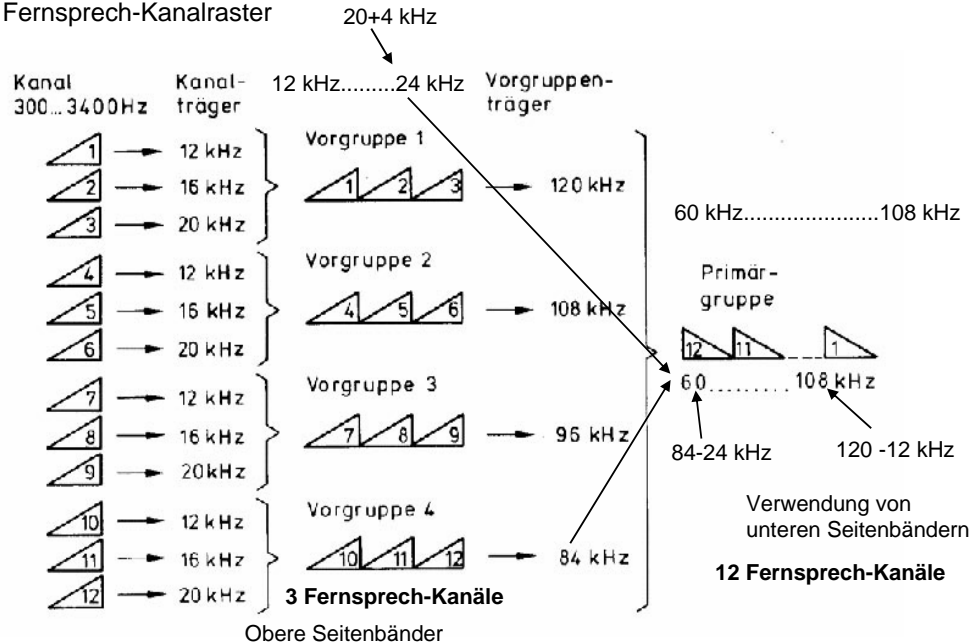 Fernsprech-Kanalraster
20+4 kHz
12 kHz.........24 kHz
Kanal
300...3400Hz
Kanal-
träger
Vorgruppen-
träger
Vorgruppe 1
1
12 kHz
2
16 kHz
3
20 kHz
1 2 3
120 kHz
Vorgruppe 2
4
12 kHz
5
16 kHz
6
20 kHz
4 5 6
108 kHz
Vorgruppe 3
7
12 kHz
8
16 kHz
9
20kHz
7 8 9
96 kHz
Vorgruppe 4
10
12 kHz
11
16 kHz
12
20 kHz
10 11 12
84 kHz
3 Fernsprech-Kanäle
Obere Seitenbänder
60 kHz.......................108 kHz
Primär-
gruppe
12 11 1
60.........108 kHz
84-24 kHz
120 -12 kHz
Verwendung von
unteren Seitenbändern
12 Fernsprech-Kanäle